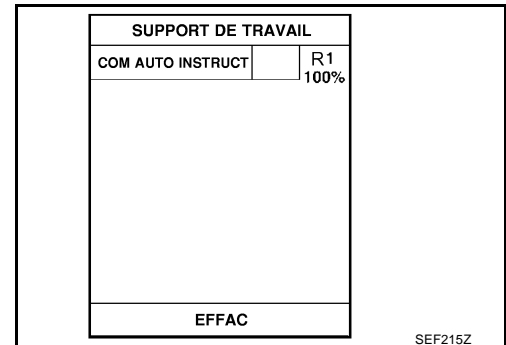 SUPPORT DE TRAVAIL
COM AUTO INSTRUCT R1
100%
EFFAC
SEF215Z